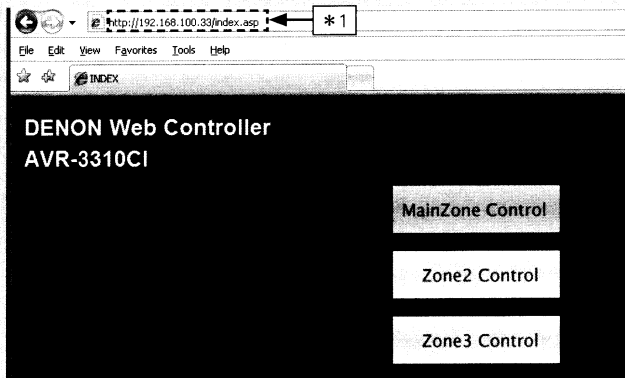 http://192.168.100.33/index.asp
*1
File Edit View Favorites Tools Help
INDEX
DENON Web Controller
AVR-3310CI
MainZone Control
Zone2 Control
Zone3 Control